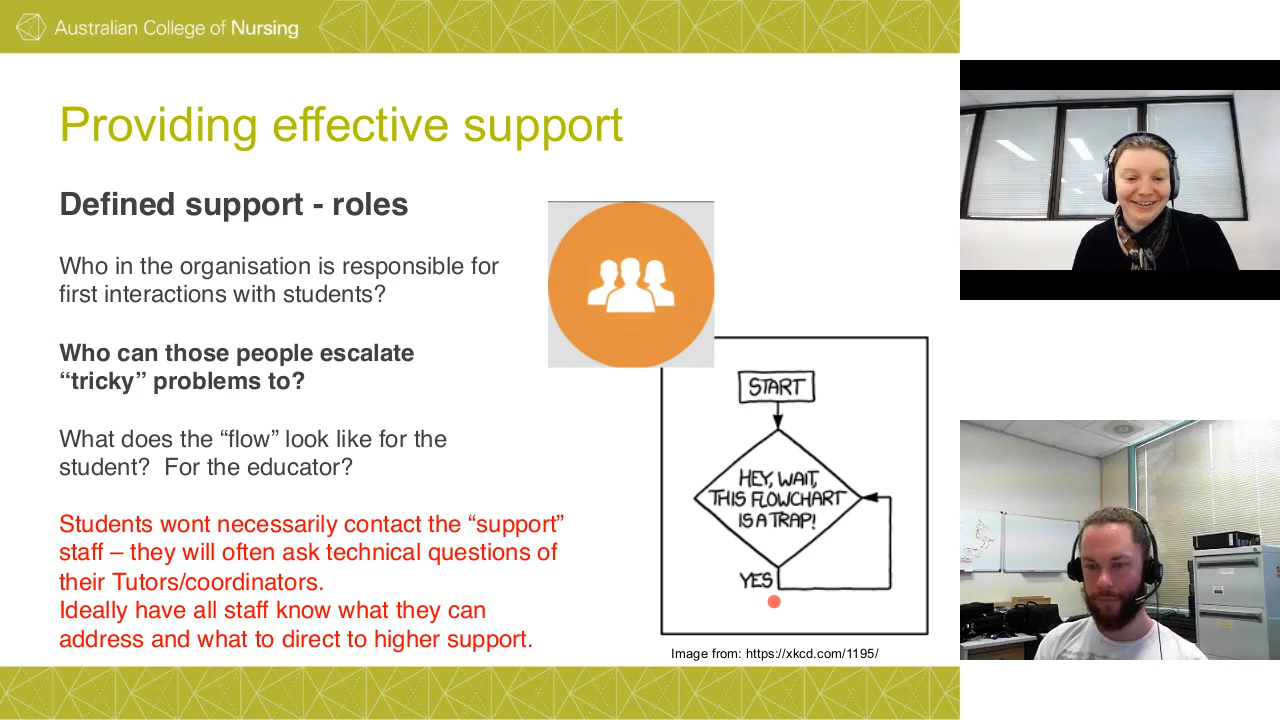 Australian College of Nursing
Providing effective support
Defined support - roles
Who in the organisation is responsible for
first interactions with students?
Who can those people escalate
“tricky” problems to?
What does the “flow” look like for the
student?  For the educator?
Students wont necessarily contact the “support”
staff – they will often ask technical questions of
their Tutors/coordinators.
Ideally have all staff know what they can
address and what to direct to higher support.
START
HEY, WAIT,
THIS FLOWCHART
IS A TRAP!
YES
Image from: https://xkcd.com/1195/